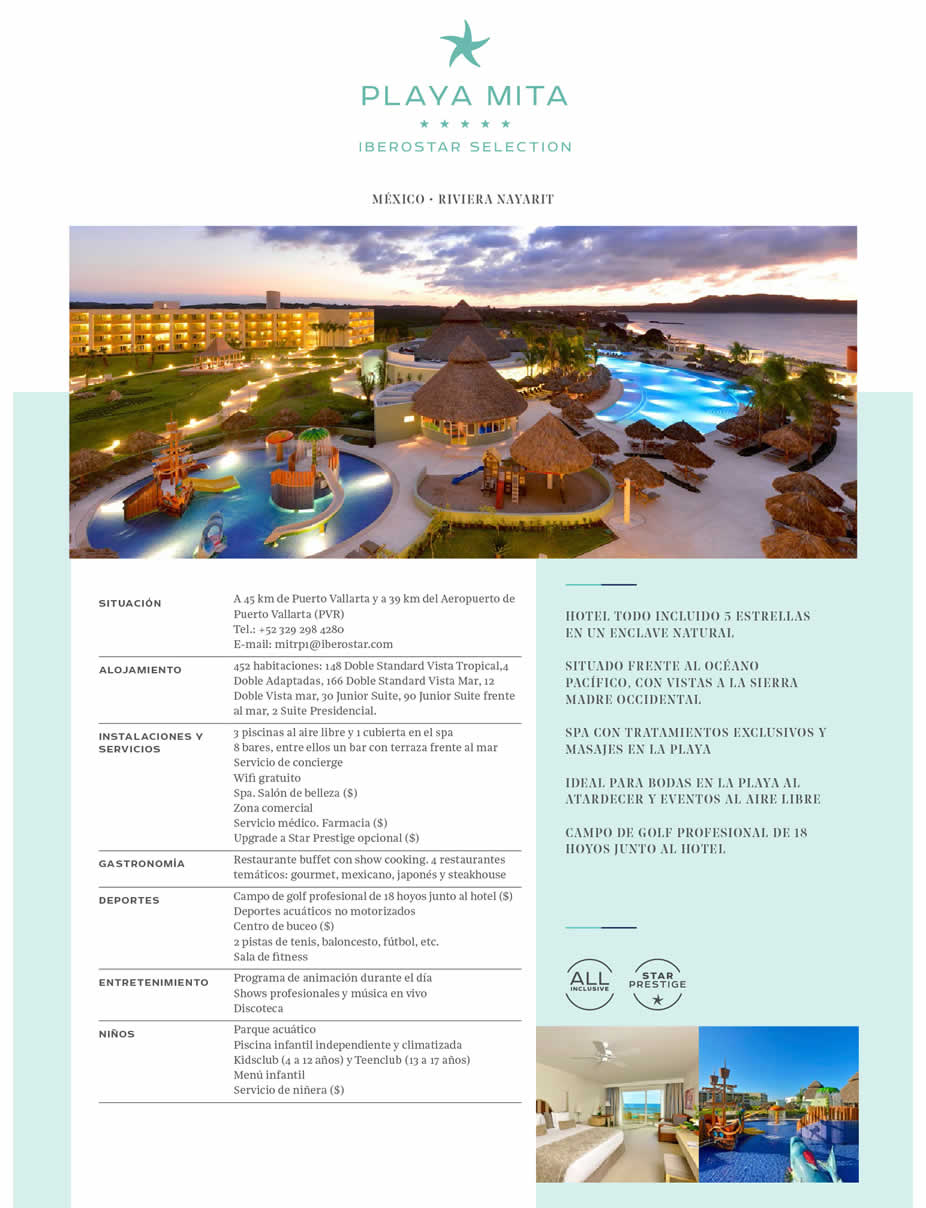 PLAYA MITA
★ ★ ★ ★ ★
IBEROSTAR SELECTION
MÉXICO • RIVIERA NAYARIT
SITUACIÓN
A 45 km de Puerto Vallarta y a 39 km del Aeropuerto de
Puerto Vallarta (PVR)
Tel.: +52 329 298 4280
E-mail: mitrp1@iberostar.com
ALOJAMIENTO
452 habitaciones: 148 Doble Standard Vista Tropical,4
Doble Adaptadas, 166 Doble Standard Vista Mar, 12
Doble Vista mar, 30 Junior Suite, 90 Junior Suite frente
al mar, 2 Suite Presidencial.
INSTALACIONES Y
SERVICIOS
3 piscinas al aire libre y 1 cubierta en el spa
8 bares, entre ellos un bar con terraza frente al mar
Servicio de concierge
Wifi gratuito
Spa. Salón de belleza ($)
Zona comercial
Servicio médico. Farmacia ($)
Upgrade a Star Prestige opcional ($)
GASTRONOMÍA
Restaurante buffet con show cooking. 4 restaurantes
temáticos: gourmet, mexicano, japonés y steakhouse
DEPORTES
Campo de golf profesional de 18 hoyos junto al hotel ($)
Deportes acuáticos no motorizados
Centro de buceo ($)
2 pistas de tenis, baloncesto, fútbol, etc.
Sala de fitness
ENTRETENIMIENTO
Programa de animación durante el día
Shows profesionales y música en vivo
Discoteca
NIÑOS
Parque acuático
Piscina infantil independiente y climatizada
Kidsclub (4 a 12 años) y Teenclub (13 a 17 años)
Menú infantil
Servicio de niñera ($)
HOTEL TODO INCLUIDO 5 ESTRELLAS
EN UN ENCLAVE NATURAL
SITUADO FRENTE AL OCÉANO
PACÍFICO, CON VISTAS A LA SIERRA
MADRE OCCIDENTAL
SPA CON TRATAMIENTOS EXCLUSIVOS Y
MASAJES EN LA PLAYA
IDEAL PARA BODAS EN LA PLAYA AL
ATARDECER Y EVENTOS AL AIRE LIBRE
CAMPO DE GOLF PROFESIONAL DE 18
HOYOS JUNTO AL HOTEL
ALL
INCLUSIVE
STAR
PRESTIGE